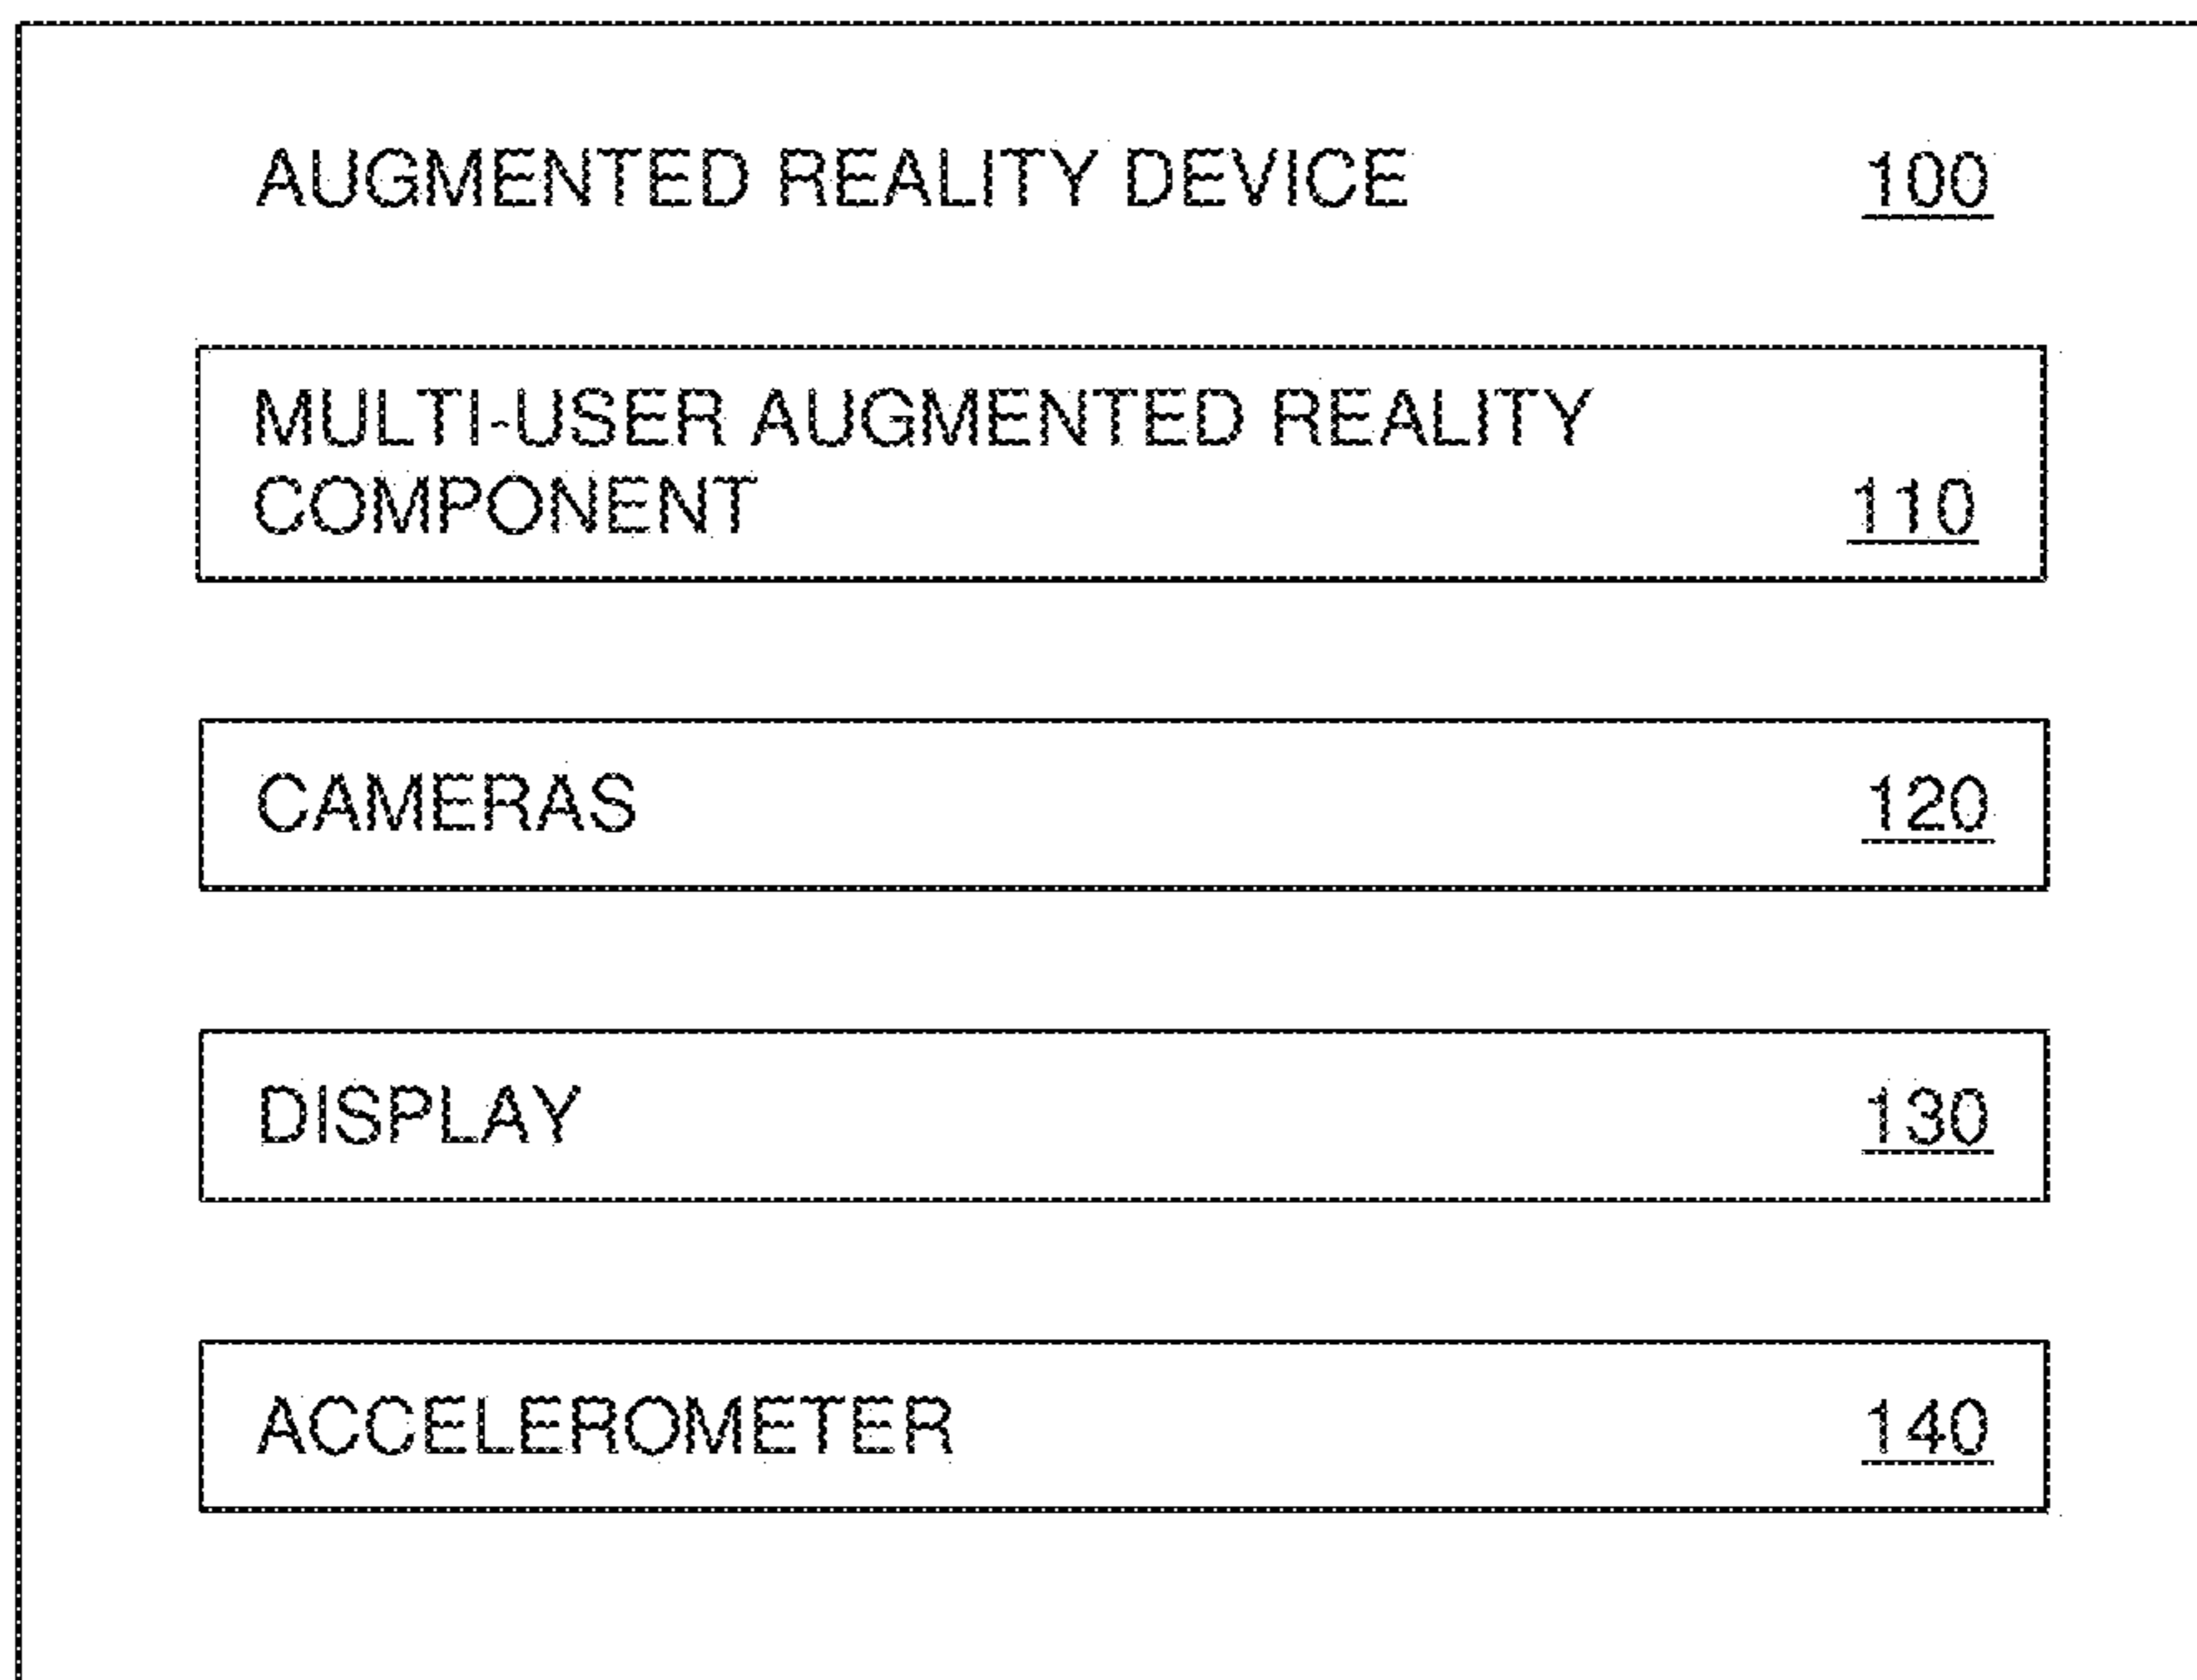 AUGMENTED REALITY DEVICE 100
MULTI-USER AUGMENTED REALITY
COMPONENT 110
CAMERAS 120
DISPLAY 130
ACCELEROMETER 140